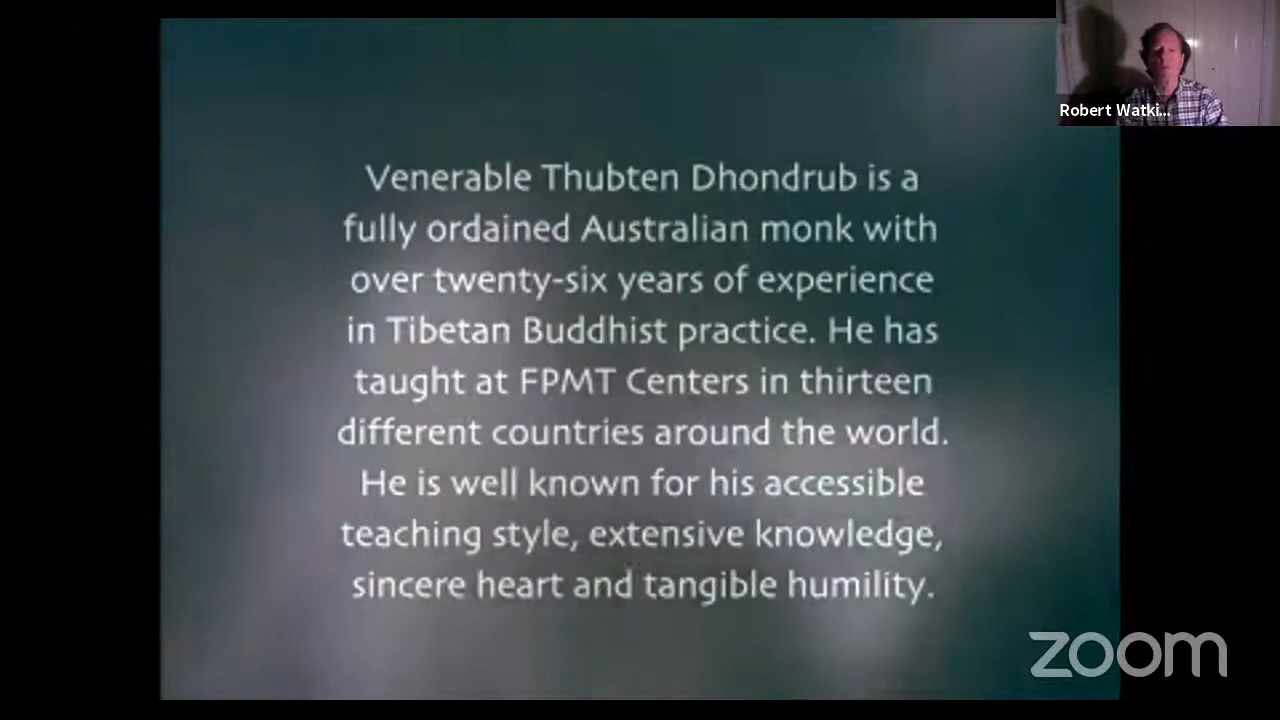 Robert Watki...
Venerable Thubten Dhondrub is a
fully ordained Australian monk with
over twenty-six years of experience
in Tibetan Buddhist practice. He has
taught at FPMT Centers in thirteen
different countries around the world.
He is well known for his accessible
teaching style, extensive knowledge,
sincere heart and tangible humility.
zoom